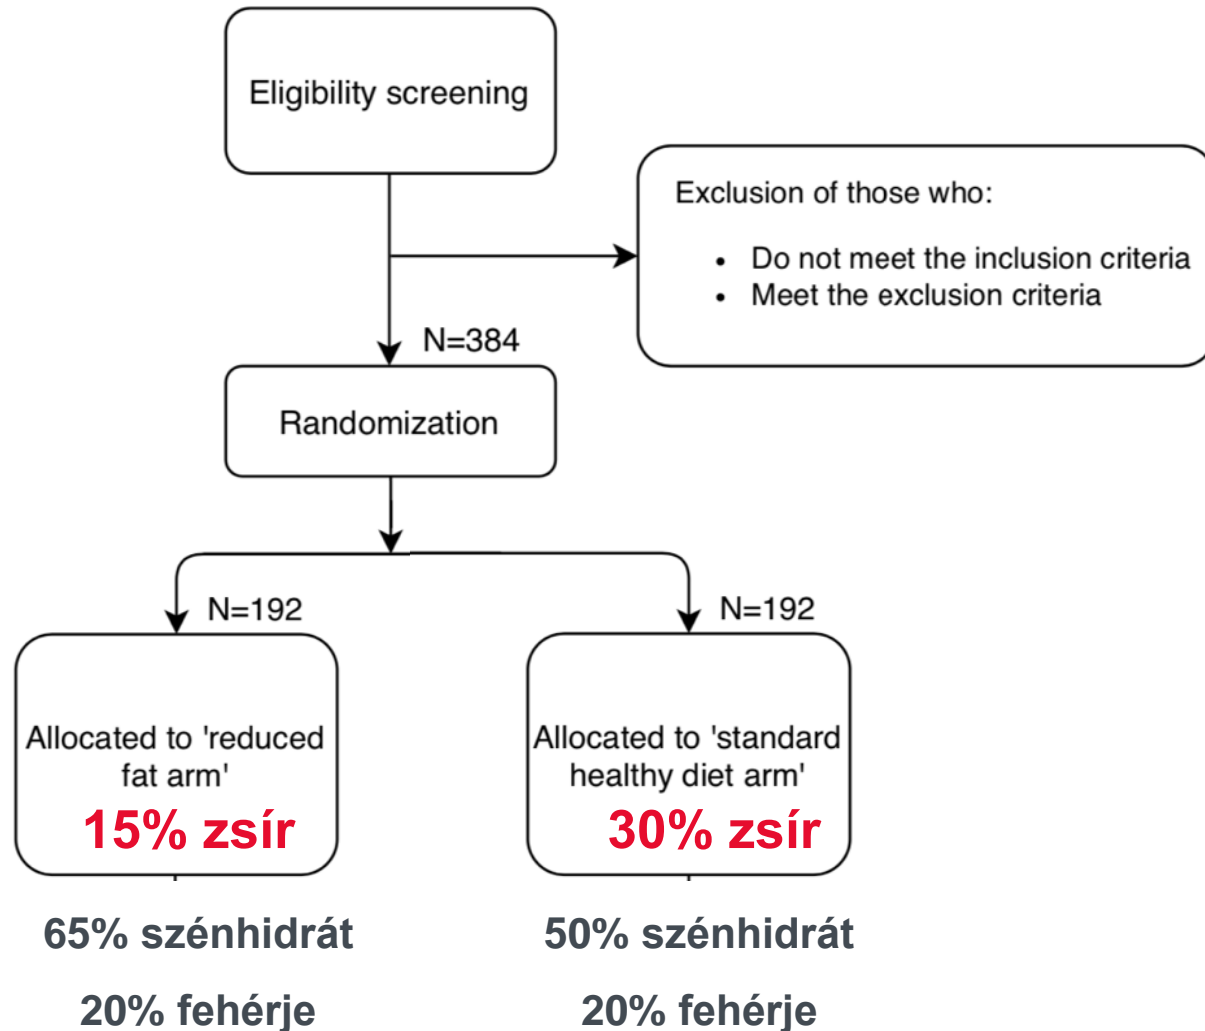 Eligibility screening
Exclusion of those who:
• Do not meet the inclusion criteria
• Meet the exclusion criteria
N=384
Randomization
N=192
N=192
Allocated to 'reduced
fat arm'
15% zsír
Allocated to 'standard
healthy diet arm'
30% zsír
65% szénhidrát
50% szénhidrát
20% fehérje
20% fehérje